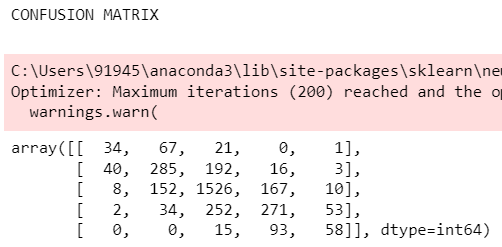 CONFUSION MATRIX
C:\Users\91945\anaconda3\lib\site-packages\sklearn\
Optimizer: Maximum iterations (200) reached and the
warnings.warn(
array([[  34,   67,   21,    0,    1],
[  40,  285,  192,   16,    3],
[   8,  152, 1526,  167,   10],
[   2,   34,  252,  271,   53],
[   0,    0,   15,   93,   58]], dtype=int64)